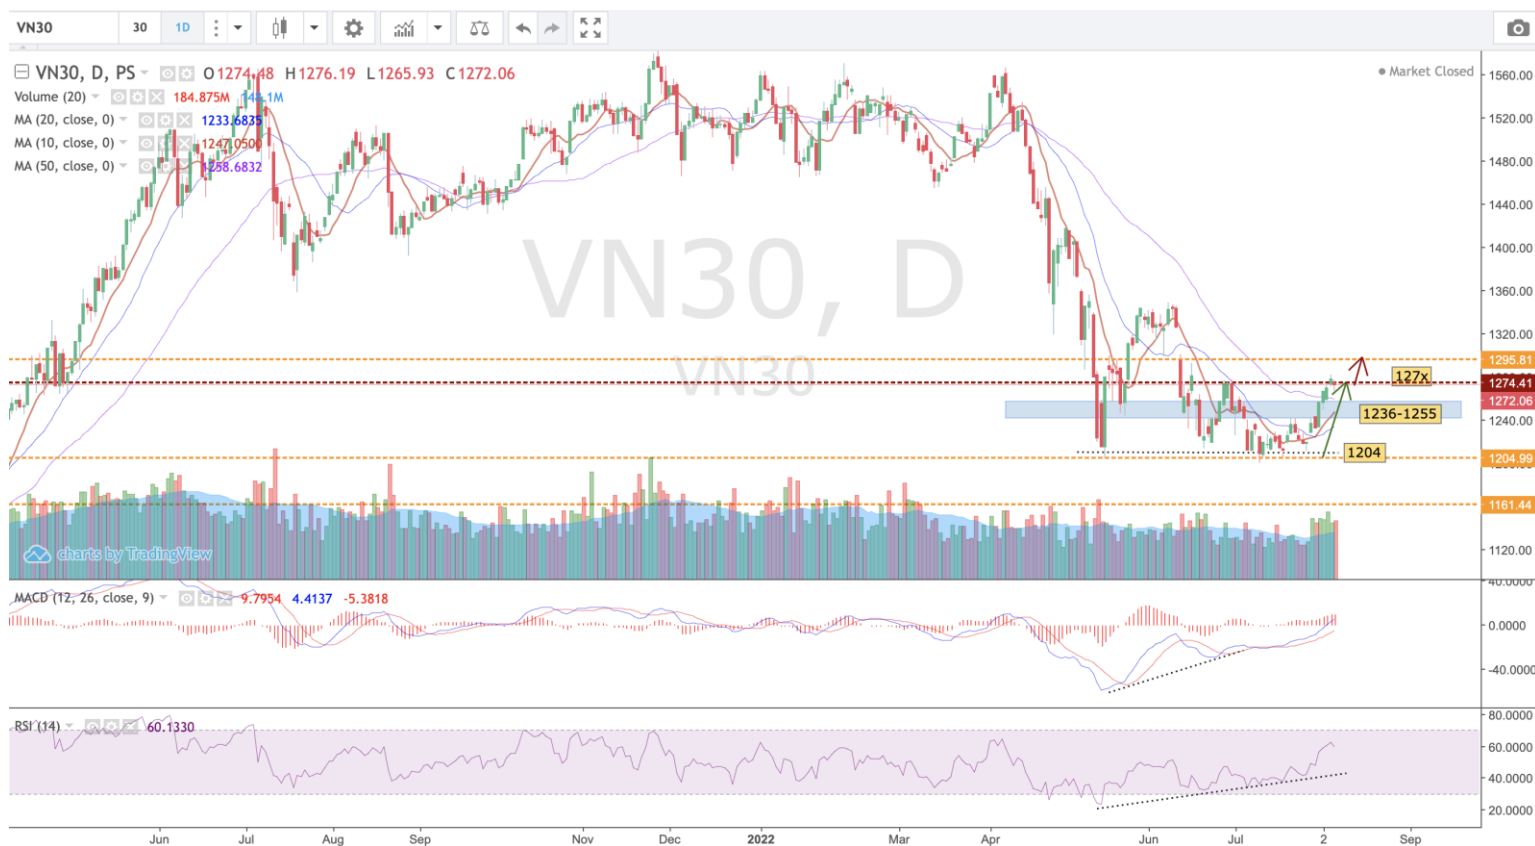 VN30 30 1D
VN30, D, PS O1274.48 H1276.19 L1265.93 C1272.06
Market Closed
Volume (20) 184.875M 148.1M
MA (20, close, 0) 1233.6835
MA (10, close, 0) 1247.0500
MA (50, close, 0) 1258.6832
VN30, D
VN30
1560.00
1520.00
1480.00
1440.00
1400.00
1360.00
1320.00
1295.81
127x
1274.41
1272.06
1236-1255
1240.00
1204
1204.99
1161.44
1120.00
charts by TradingView
MACD (12, 26, close, 9) 9.7954 4.4137 -5.3818
40.0000
0.0000
-40.0000
RSI (14) 60.1330
80.0000
60.0000
40.0000
20.0000
Jun Jul Aug Sep Nov Dec 2022 Mar Apr Jun Jul 2 Sep